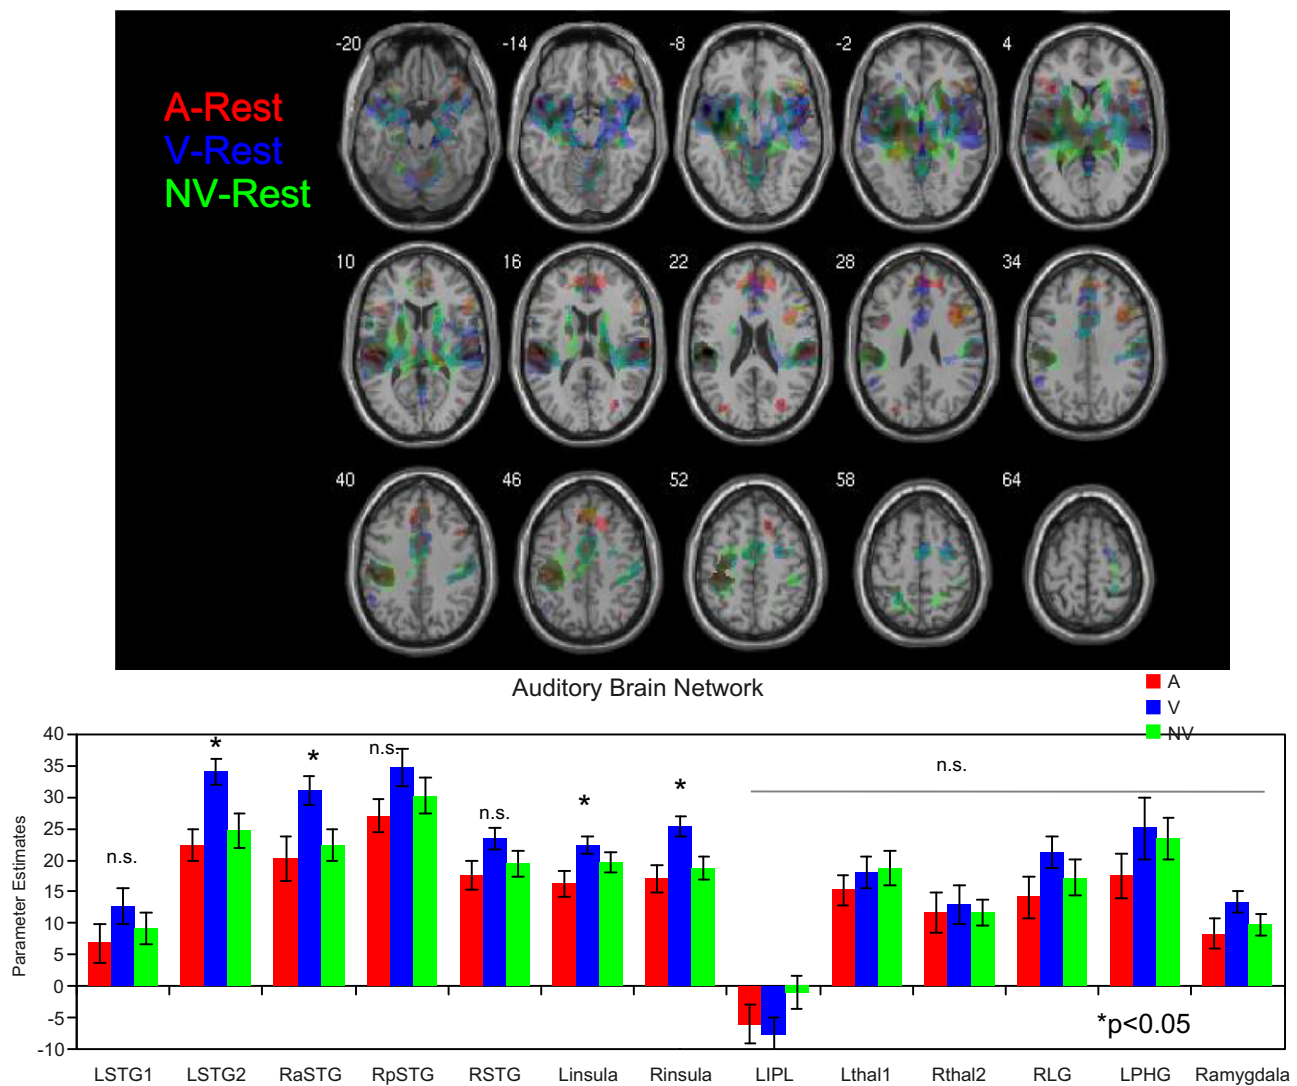 -20 -14 -8 -2 4
A-Rest
V-Rest
NV-Rest
10 16 22 28 34
40 46 52 58 64
Auditory Brain Network
A
V
NV
Parameter Estimates
40
35
30
25
20
15
10
5
0
-5
-10
n.s.
*
*
n.s.
n.s.
*
*
n.s.
*p<0.05
LSTG1 LSTG2 RaSTG RpSTG RSTG Linsula Rinsula LIPL Lthal1 Rthal2 RLG LPHG Ramygdala